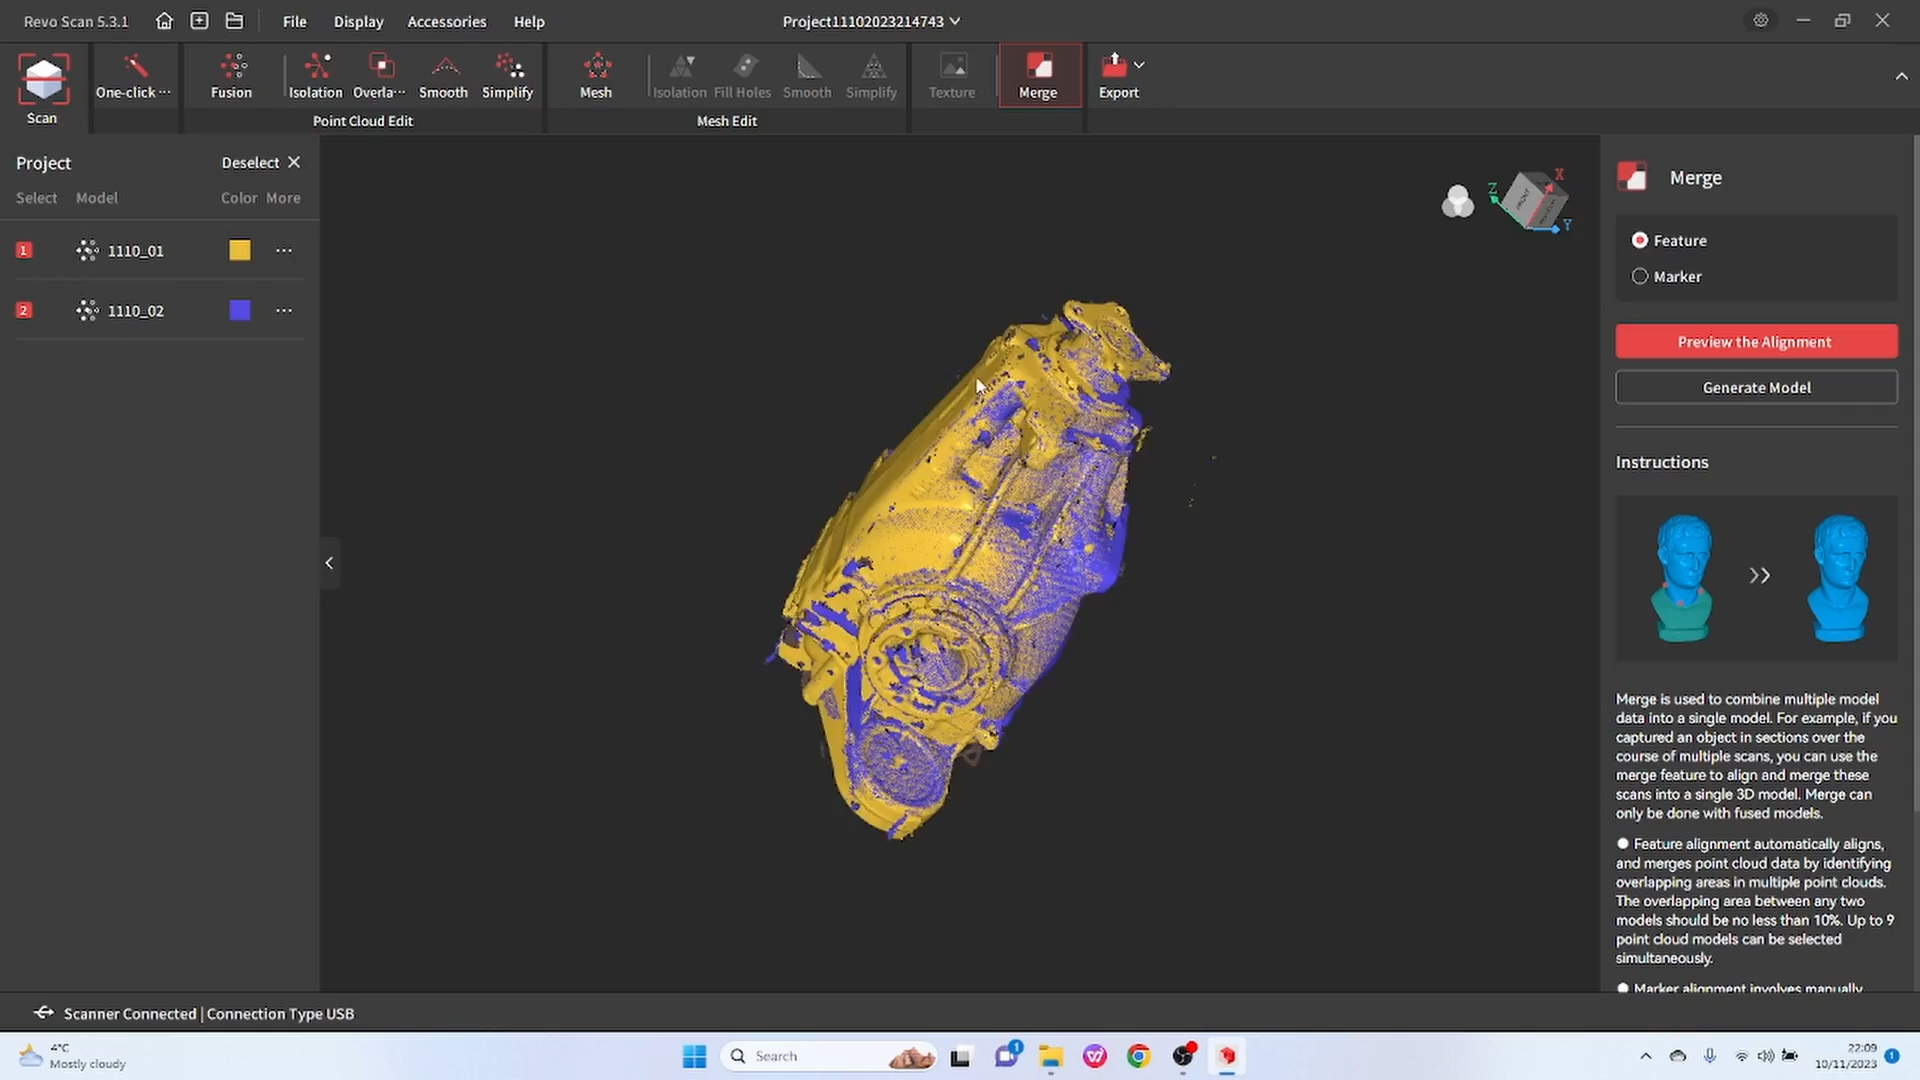 Revo Scan 5.3.1
File
Display
Accessories
Help
Project11102023214743
Scan
One-click ···
Fusion
Isolation
Overla···
Smooth
Simplify
Point Cloud Edit
Mesh
Isolation
Fill Holes
Smooth
Simplify
Mesh Edit
Texture
Merge
Export
Project
Deselect
Select
Model
Color
More
1
1110_01
2
1110_02
Z
X
Y
FRONT
Merge
Feature
Marker
Preview the Alignment
Generate Model
Instructions
Merge is used to combine multiple model
data into a single model. For example, if you
captured an object in sections over the
course of multiple scans, you can use the
merge feature to align and merge these
scans into a single 3D model. Merge can
only be done with fused models.
Feature alignment automatically aligns,
and merges point cloud data by identifying
overlapping areas in multiple point clouds.
The overlapping area between any two
models should be no less than 10%. Up to 9
point cloud models can be selected
simultaneously.
Marker alignment involves manually
Scanner Connected | Connection Type USB
4°C
Mostly cloudy
Search
1
22:09
10/11/2023
1